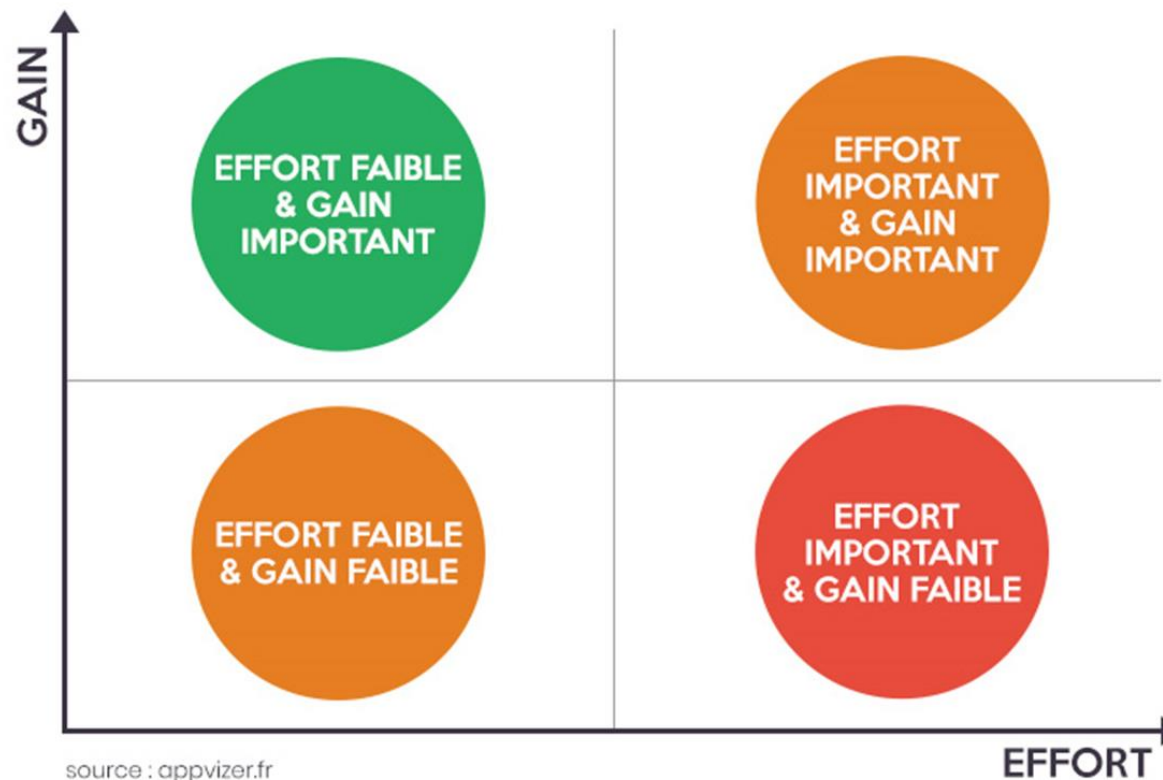 GAIN
EFFORT FAIBLE
& GAIN
IMPORTANT
EFFORT
IMPORTANT
& GAIN
IMPORTANT
EFFORT FAIBLE
& GAIN FAIBLE
EFFORT
IMPORTANT
& GAIN FAIBLE
EFFORT
source : appvizer.fr